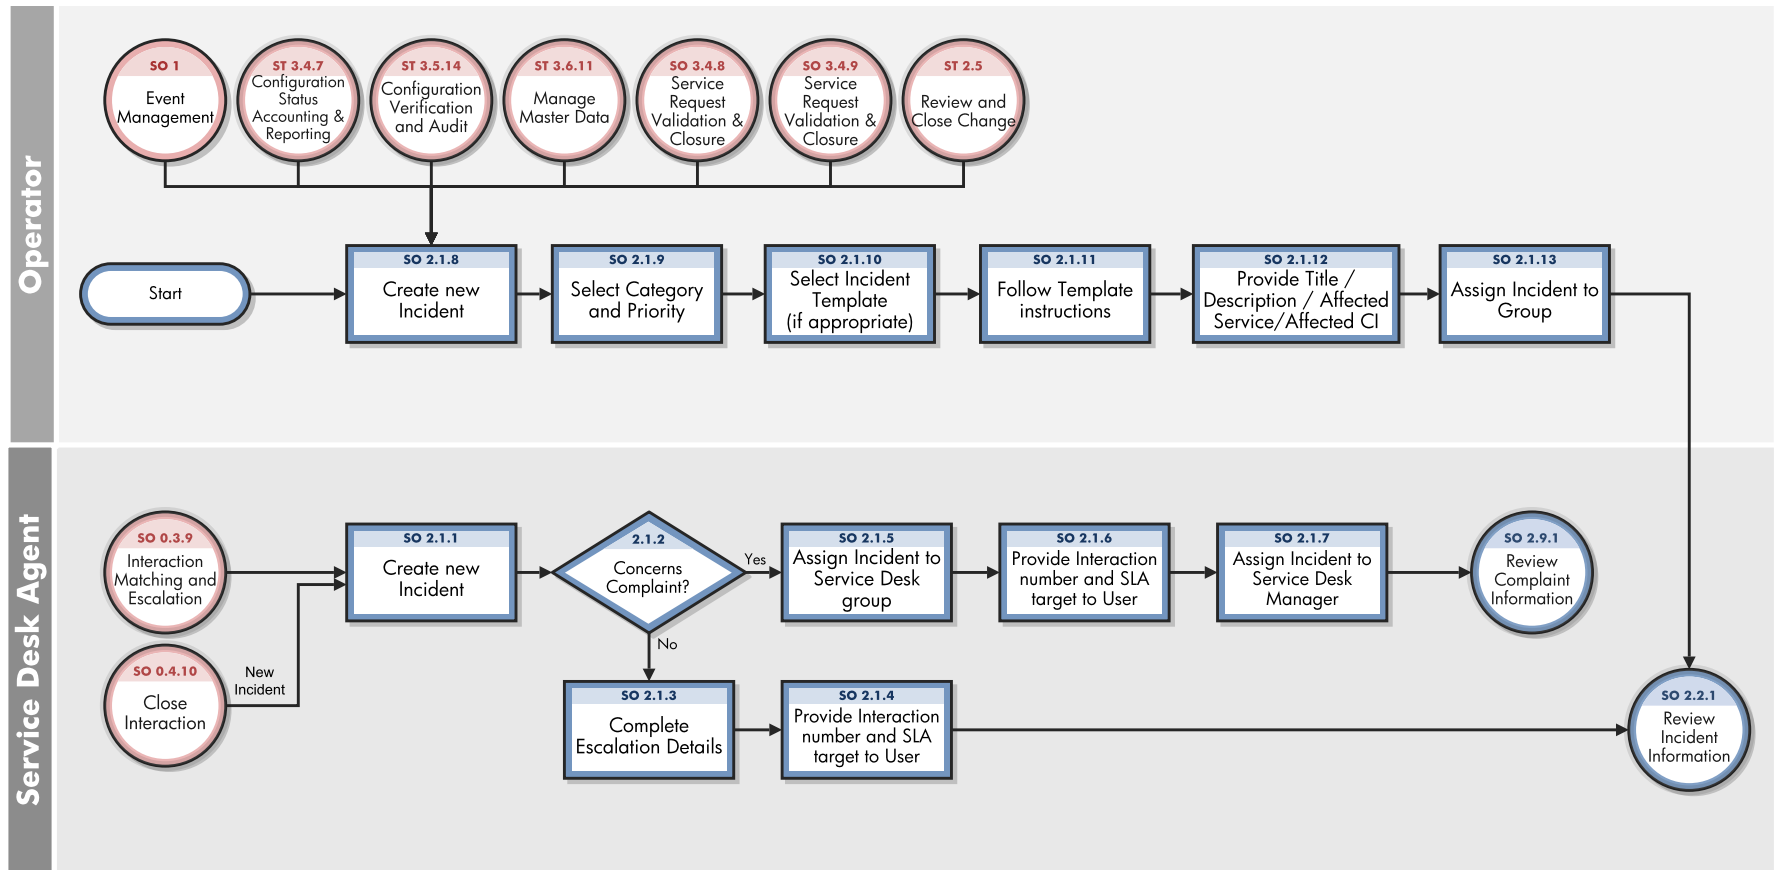 Operator
SO 1
Event
Management
ST 3.4.7
Configuration
Status
Accounting &
Reporting
ST 3.5.14
Configuration
Verification
and Audit
ST 3.6.11
Manage
Master Data
SO 3.4.8
Service
Request
Validation &
Closure
SO 3.4.9
Service
Request
Validation &
Closure
ST 2.5
Review and
Close Change
Start
SO 2.1.8
Create new
Incident
SO 2.1.9
Select Category
and Priority
SO 2.1.10
Select Incident
Template
(if appropriate)
SO 2.1.11
Follow Template
instructions
SO 2.1.12
Provide Title /
Description / Affected
Service/Affected CI
SO 2.1.13
Assign Incident to
Group
Service Desk Agent
SO 0.3.9
Interaction
Matching and
Escalation
SO 0.4.10
Close
Interaction
New
Incident
SO 2.1.1
Create new
Incident
2.1.2
Concerns
Complaint?
Yes
No
SO 2.1.5
Assign Incident to
Service Desk
group
SO 2.1.6
Provide Interaction
number and SLA
target to User
SO 2.1.7
Assign Incident to
Service Desk
Manager
SO 2.9.1
Review
Complaint
Information
SO 2.1.3
Complete
Escalation Details
SO 2.1.4
Provide Interaction
number and SLA
target to User
SO 2.2.1
Review
Incident
Information